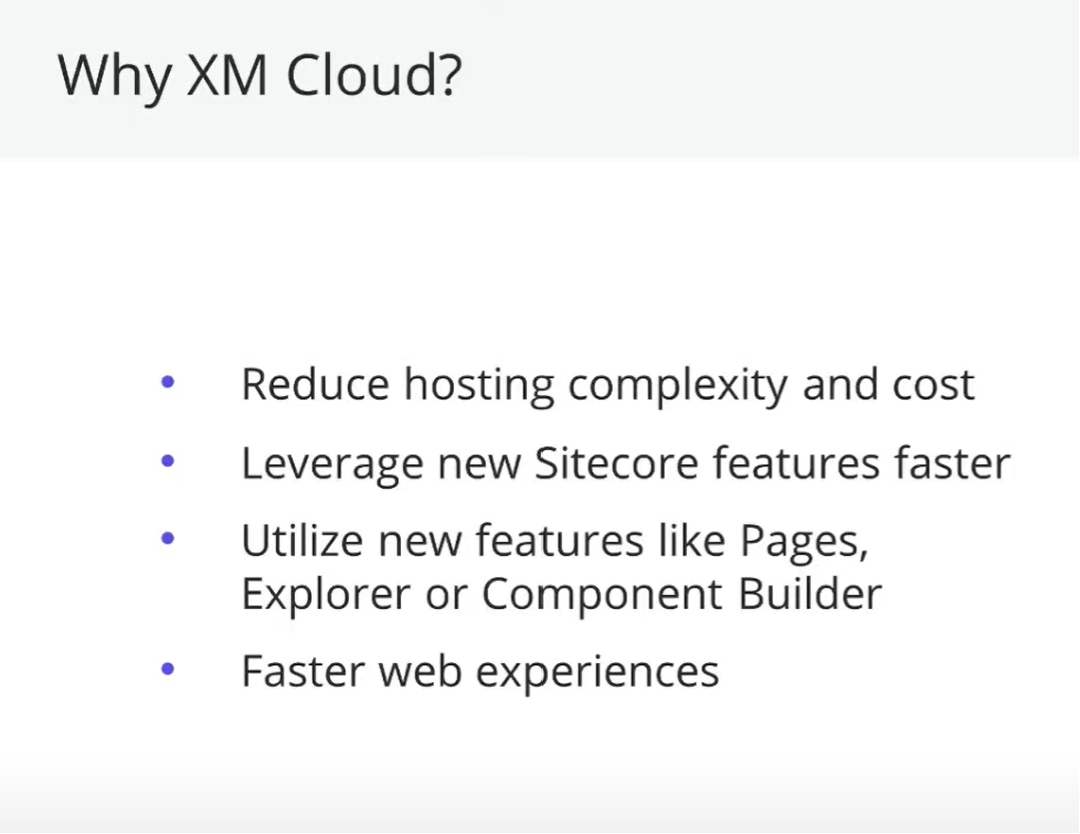 Why XM Cloud?
• Reduce hosting complexity and cost
• Leverage new Sitecore features faster
• Utilize new features like Pages,
Explorer or Component Builder
• Faster web experiences